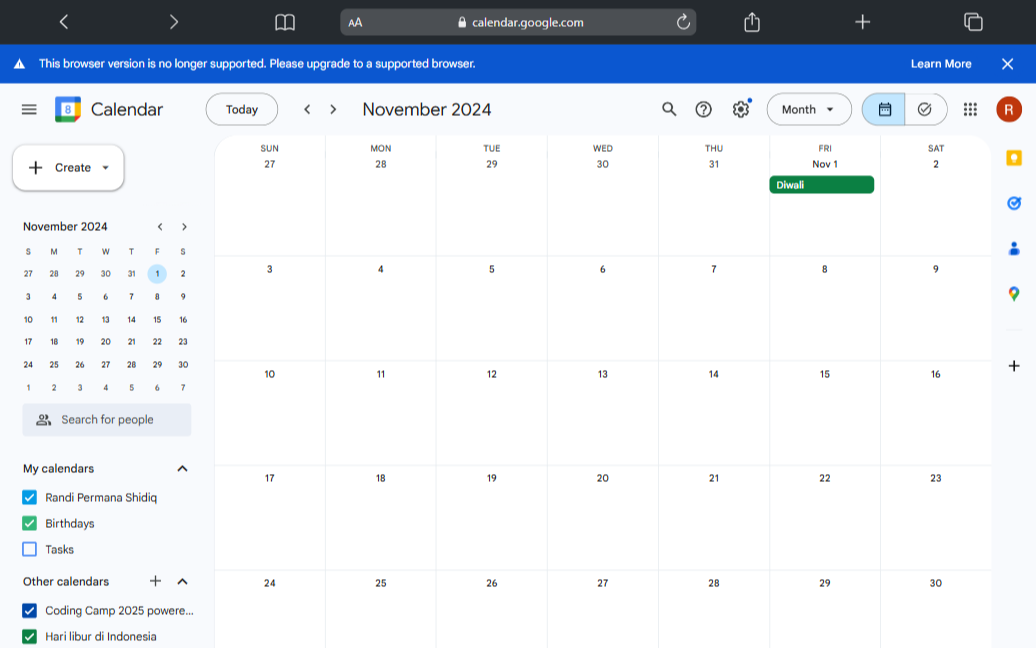 AA calendar.google.com
This browser version is no longer supported. Please upgrade to a supported browser. Learn More
8 Calendar Today November 2024 Month R
Create
November 2024
S M T W T F S
27 28 29 30 31 1 2
3 4 5 6 7 8 9
10 11 12 13 14 15 16
17 18 19 20 21 22 23
24 25 26 27 28 29 30
1 2 3 4 5 6 7
Search for people
My calendars
Randi Permana Shidiq
Birthdays
Tasks
Other calendars
Coding Camp 2025 powere...
Hari libur di Indonesia
SUN MON TUE WED THU FRI SAT
27 28 29 30 31 Nov 1 2
Diwali
3 4 5 6 7 8 9
10 11 12 13 14 15 16
17 18 19 20 21 22 23
24 25 26 27 28 29 30